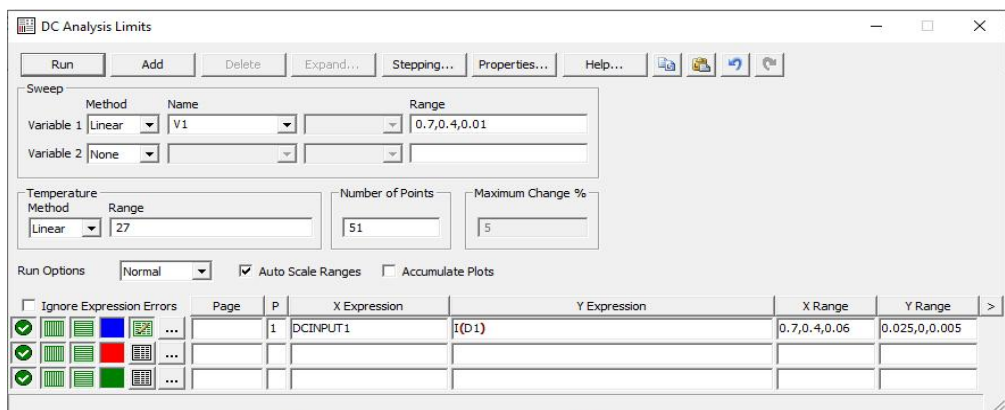 DC Analysis Limits
Run Add Delete Expand... Stepping... Properties... Help...
Sweep
Method Name Range
Variable 1 Linear V1 0.7,0.4,0.01
Variable 2 None
Temperature Number of Points Maximum Change %
Method Range
Linear 27 51 5
Run Options Normal Auto Scale Ranges Accumulate Plots
Ignore Expression Errors Page P X Expression Y Expression X Range Y Range >
... 1 DCINPUT1 I(D1) 0.7,0.4,0.06 0.025,0,0.005
...
...